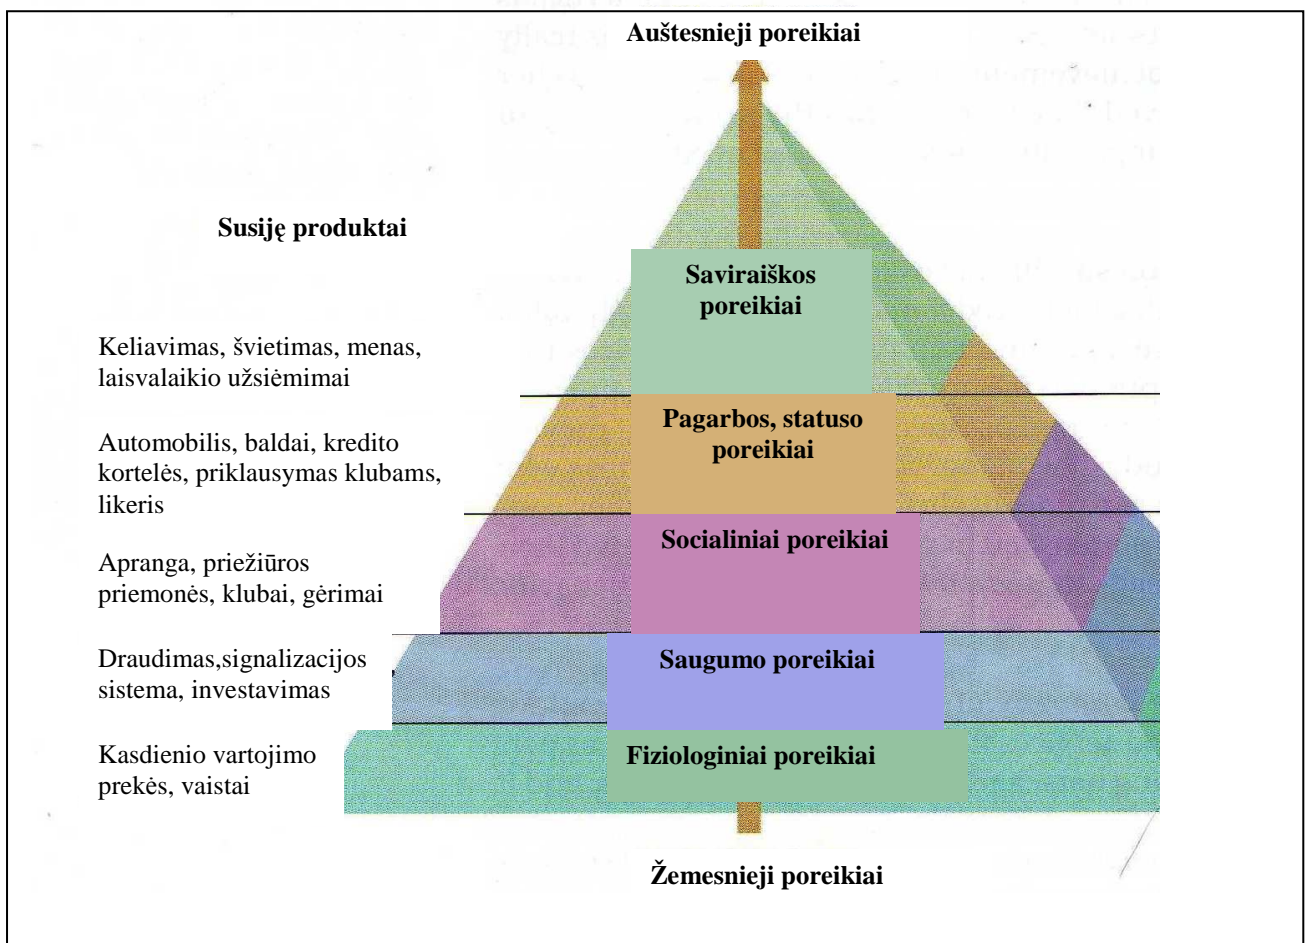 Auštesnieji poreikiai
Susiję produktai
Saviraiškos
poreikiai
Keliavimas, švietimas, menas,
laisvalaikio užsiėmimai
Pagarbos, statuso
poreikiai
Automobilis, baldai, kredito
kortelės, priklausymas klubams,
likeris
Socialiniai poreikiai
Apranga, priežiūros
priemonės, klubai, gėrimai
Saugumo poreikiai
Draudimas,signalizacijos
sistema, investavimas
Fiziologiniai poreikiai
Kasdienio vartojimo
prekės, vaistai
Žemesnieji poreikiai